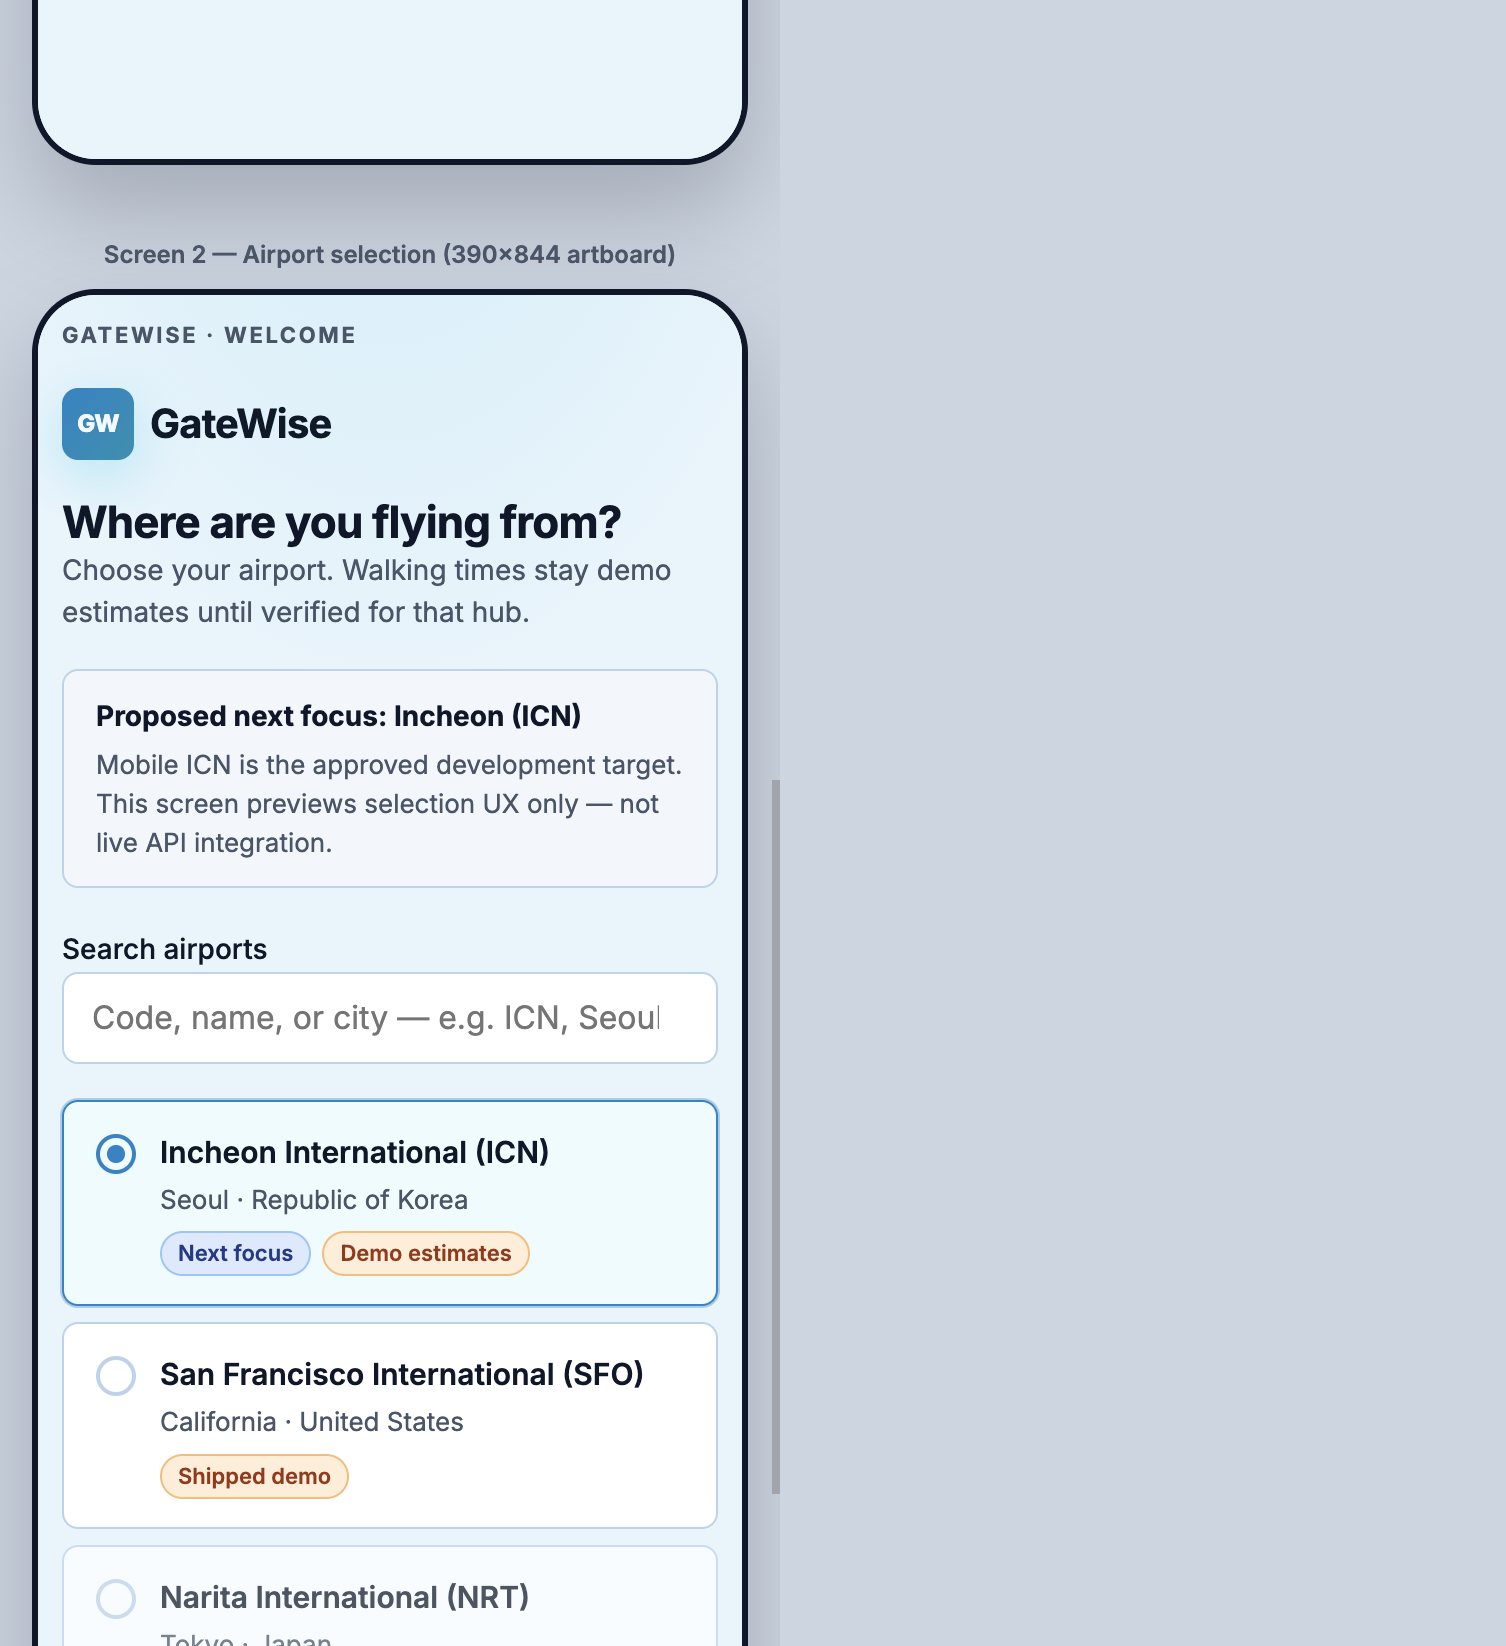 Screen 2 — Airport selection (390×844 artboard)
GATEWISE · WELCOME
GW
GateWise
Where are you flying from?
Choose your airport. Walking times stay demo
estimates until verified for that hub.
Proposed next focus: Incheon (ICN)
Mobile ICN is the approved development target.
This screen previews selection UX only — not
live API integration.
Search airports
Code, name, or city — e.g. ICN, Seoul
Incheon International (ICN)
Seoul · Republic of Korea
Next focus
Demo estimates
San Francisco International (SFO)
California · United States
Shipped demo
Narita International (NRT)
Tokyo · Japan